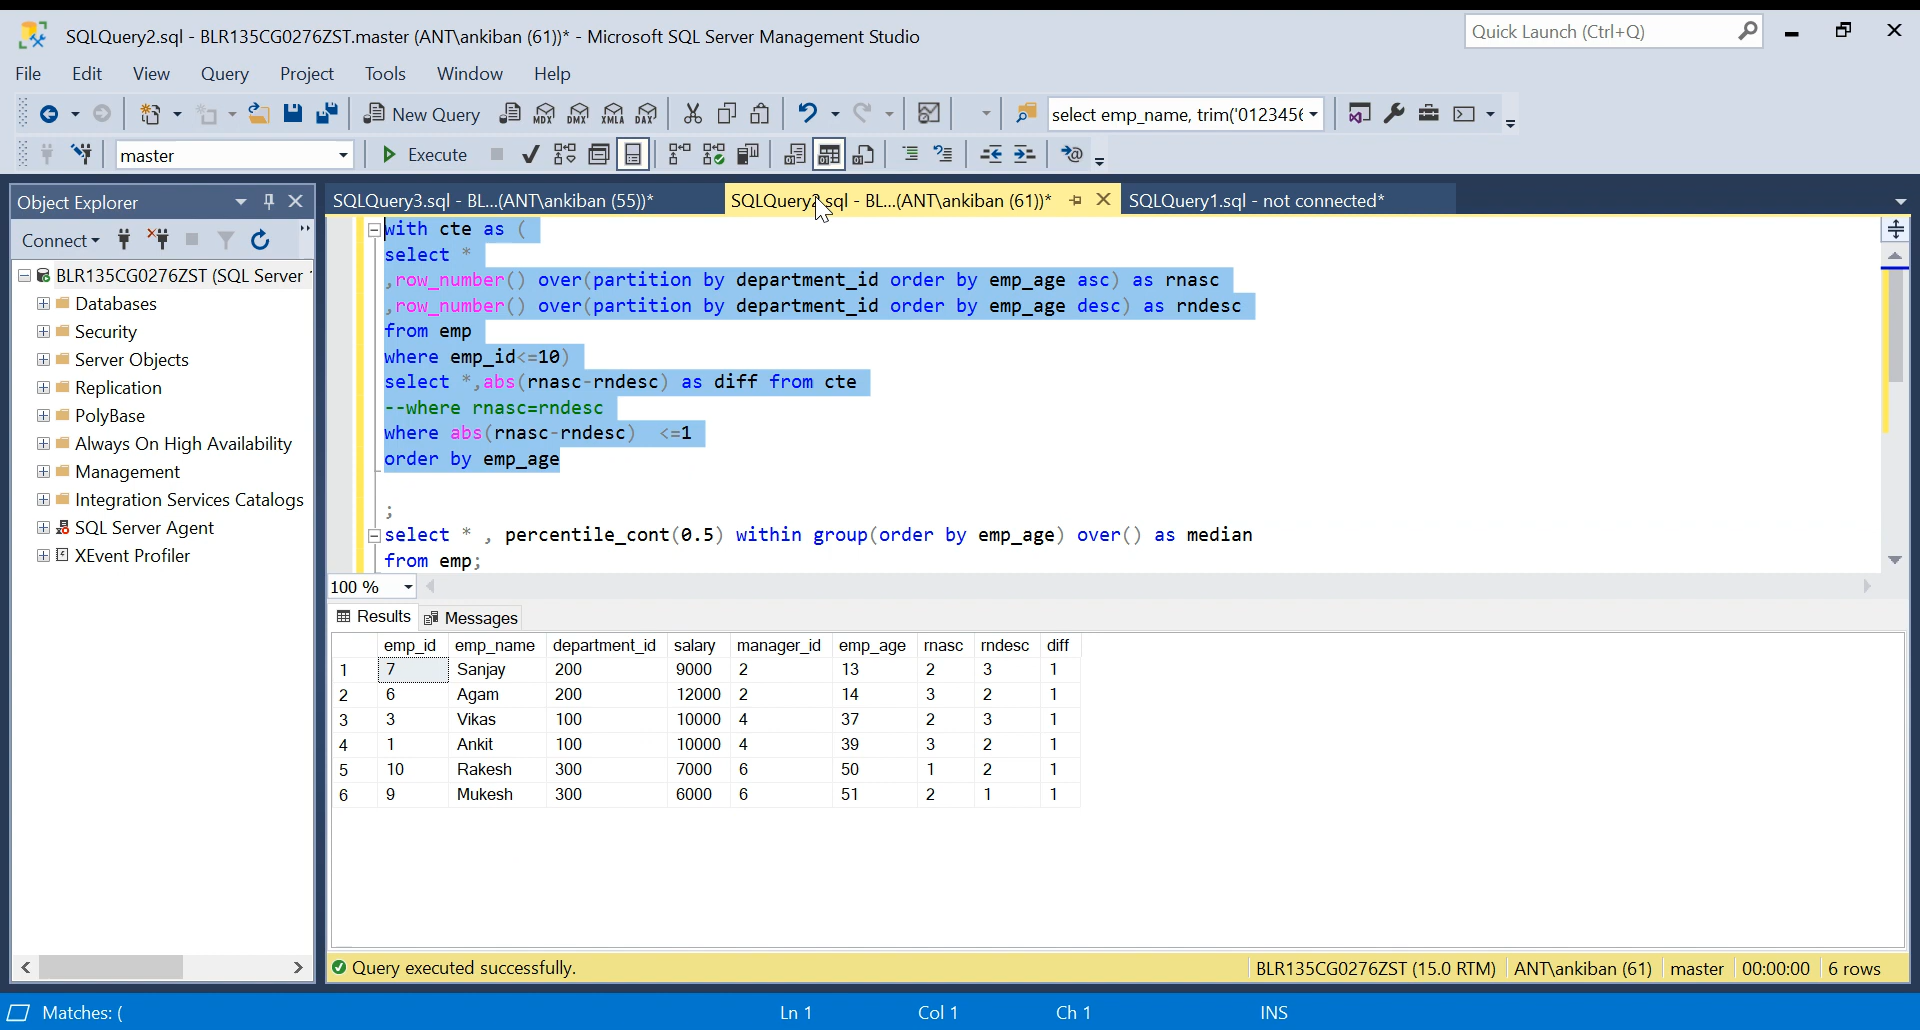 SQLQuery2.sql - BLR135CG0276ZST.master (ANT\ankiban (61))* - Microsoft SQL Server Management Studio
Quick Launch (Ctrl+Q)
File Edit View Query Project Tools Window Help
New Query MDX DMX XMLA DAX select emp_name, trim('012345
master Execute
Object Explorer
SQLQuery3.sql - BL...(ANT\ankiban (55))* SQLQuery2.sql - BL...(ANT\ankiban (61))* SQLQuery1.sql - not connected*
Connect
BLR135CG0276ZST (SQL Server
Databases
Security
Server Objects
Replication
PolyBase
Always On High Availability
Management
Integration Services Catalogs
SQL Server Agent
XEvent Profiler
with cte as (
select *
,row_number() over(partition by department_id order by emp_age asc) as rnasc
,row_number() over(partition by department_id order by emp_age desc) as rndesc
from emp
where emp_id<=10)
select *,abs(rnasc-rndesc) as diff from cte
--where rnasc=rndesc
where abs(rnasc-rndesc) <=1
order by emp_age
;
select * , percentile_cont(0.5) within group(order by emp_age) over() as median
from emp;
100 %
Results Messages
emp_id emp_name department_id salary manager_id emp_age rnasc rndesc diff
1 7 Sanjay 200 9000 2 13 2 3 1
2 6 Agam 200 12000 2 14 3 2 1
3 3 Vikas 100 10000 4 37 2 3 1
4 1 Ankit 100 10000 4 39 3 2 1
5 10 Rakesh 300 7000 6 50 1 2 1
6 9 Mukesh 300 6000 6 51 2 1 1
Query executed successfully. BLR135CG0276ZST (15.0 RTM) ANT\ankiban (61) master 00:00:00 6 rows
Matches: ( Ln 1 Col 1 Ch 1 INS